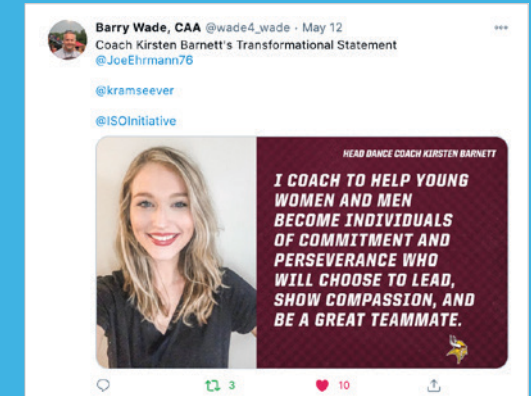 Barry Wade, CAA @wade4_wade · May 12
Coach Kirsten Barnett's Transformational Statement
@JoeEhrmann76
@kramseever
@ISOInitiative
HEAD DANCE COACH KIRSTEN BARNETT
I COACH TO HELP YOUNG
WOMEN AND MEN
BECOME INDIVIDUALS
OF COMMITMENT AND
PERSEVERANCE WHO
WILL CHOOSE TO LEAD,
SHOW COMPASSION, AND
BE A GREAT TEAMMATE.
3 10